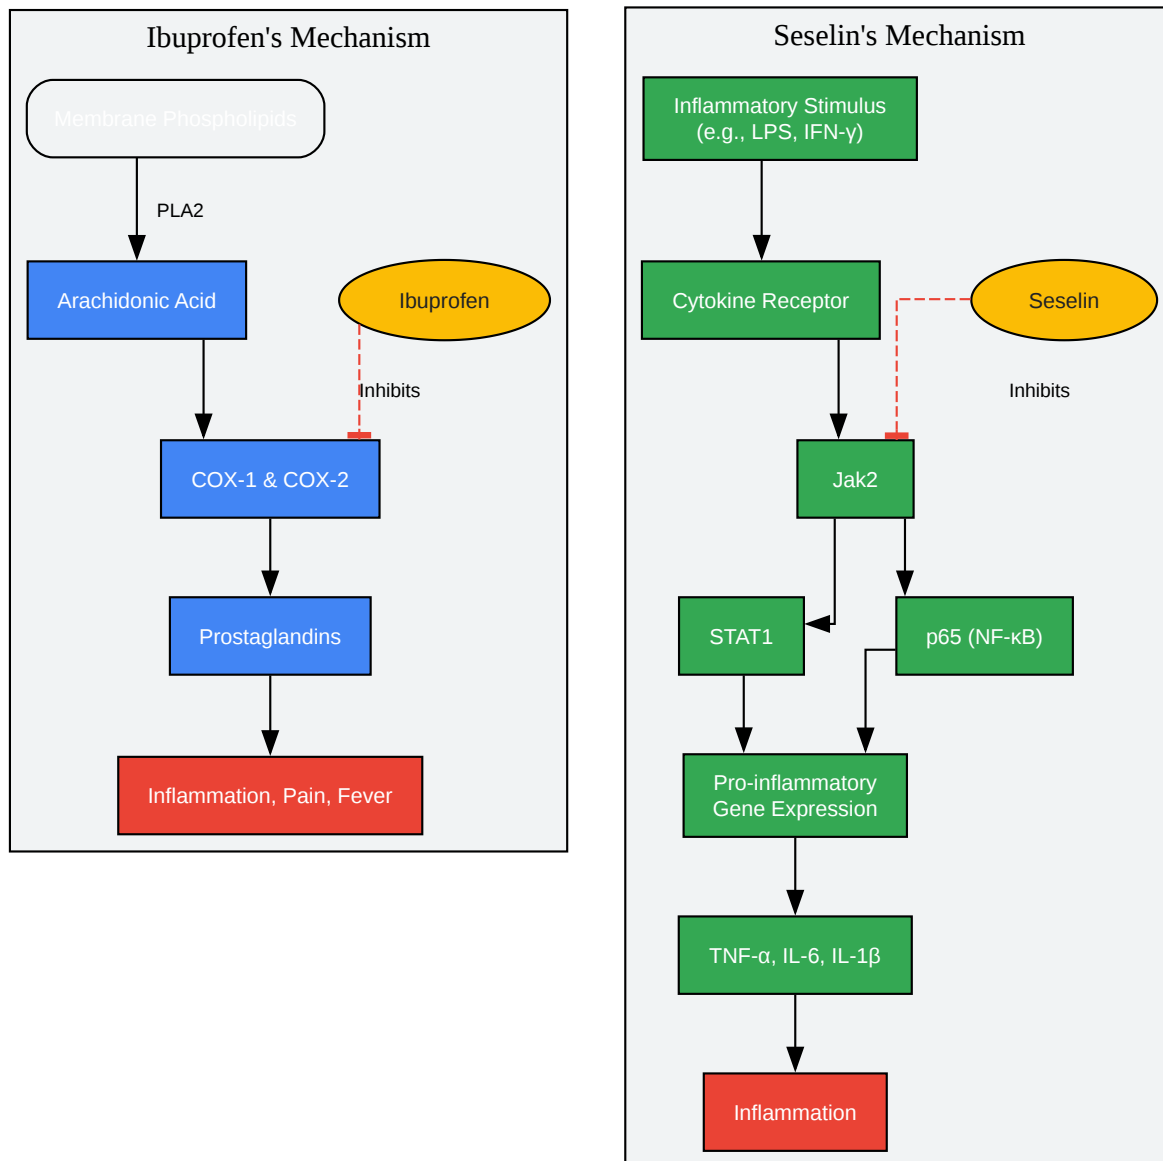 Ibuprofen's Mechanism
Membrane Phospholipids
PLA2
Arachidonic Acid
Ibuprofen
Inhibits
COX-1 & COX-2
Prostaglandins
Inflammation, Pain, Fever
Seselin's Mechanism
Inflammatory Stimulus
(e.g., LPS, IFN-γ)
Cytokine Receptor
Seselin
Inhibits
Jak2
STAT1
p65 (NF-κB)
Pro-inflammatory
Gene Expression
TNF-α, IL-6, IL-1β
Inflammation